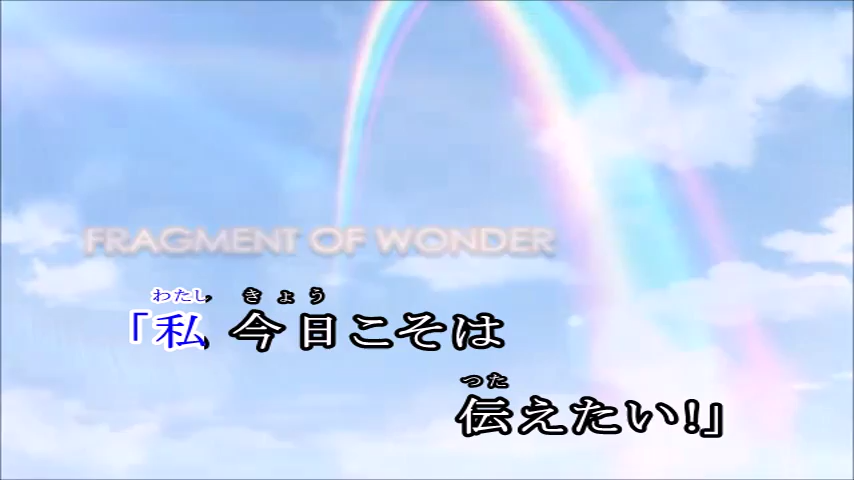 FRAGMENT OF WONDER
わたし きょう
「私 今日こそは
つた
伝えたい!」